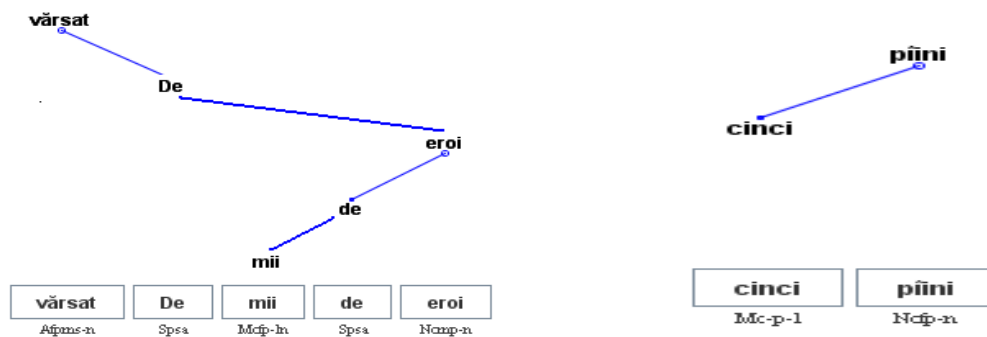 vărsat
De
eroi
de
mii
vărsat De mii de eroi
Afpms-n Spsa Mcfp-ln Spsa Ncmp-n
pîini
cinci
cinci pîini
Mc-p-l Ncfp-n